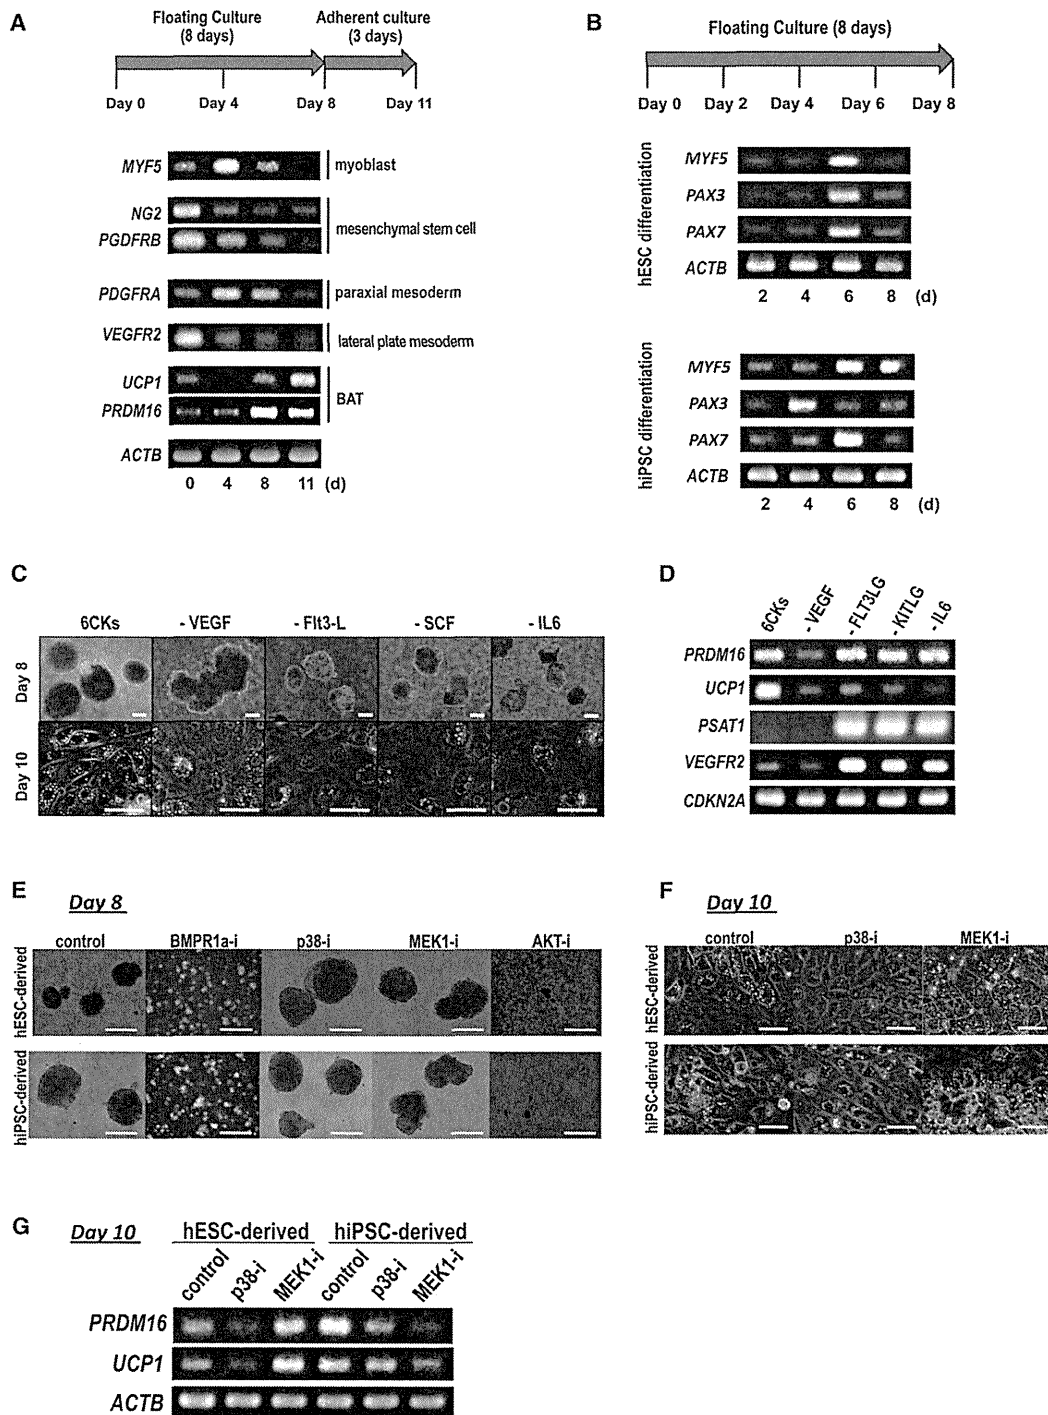 A
Floating Culture
(8 days)
Adherent culture
(3 days)
Day 0
Day 4
Day 8
Day 11
MYF5
myoblast
NG2
PGDFRB
mesenchymal stem cell
PDGFRA
paraxial mesoderm
VEGFR2
lateral plate mesoderm
UCP1
PRDM16
BAT
ACTB
0 4 8 11 (d)
B
Floating Culture (8 days)
Day 0 Day 2 Day 4 Day 6 Day 8
hESC differentiation
MYF5
PAX3
PAX7
ACTB
2 4 6 8 (d)
hiPSC differentiation
MYF5
PAX3
PAX7
ACTB
2 4 6 8 (d)
C
6CKs - VEGF - Flt3-L - SCF - IL6
Day 8
Day 10
D
6CKs - VEGF - FLT3LG - KITLG - IL6
PRDM16
UCP1
PSAT1
VEGFR2
CDKN2A
E
Day 8
control BMPR1a-i p38-i MEK1-i AKT-i
hESC-derived
hiPSC-derived
F
Day 10
control p38-i MEK1-i
hESC-derived
hiPSC-derived
G
Day 10
hESC-derived hiPSC-derived
control p38-i MEK1-i control p38-i MEK1-i
PRDM16
UCP1
ACTB